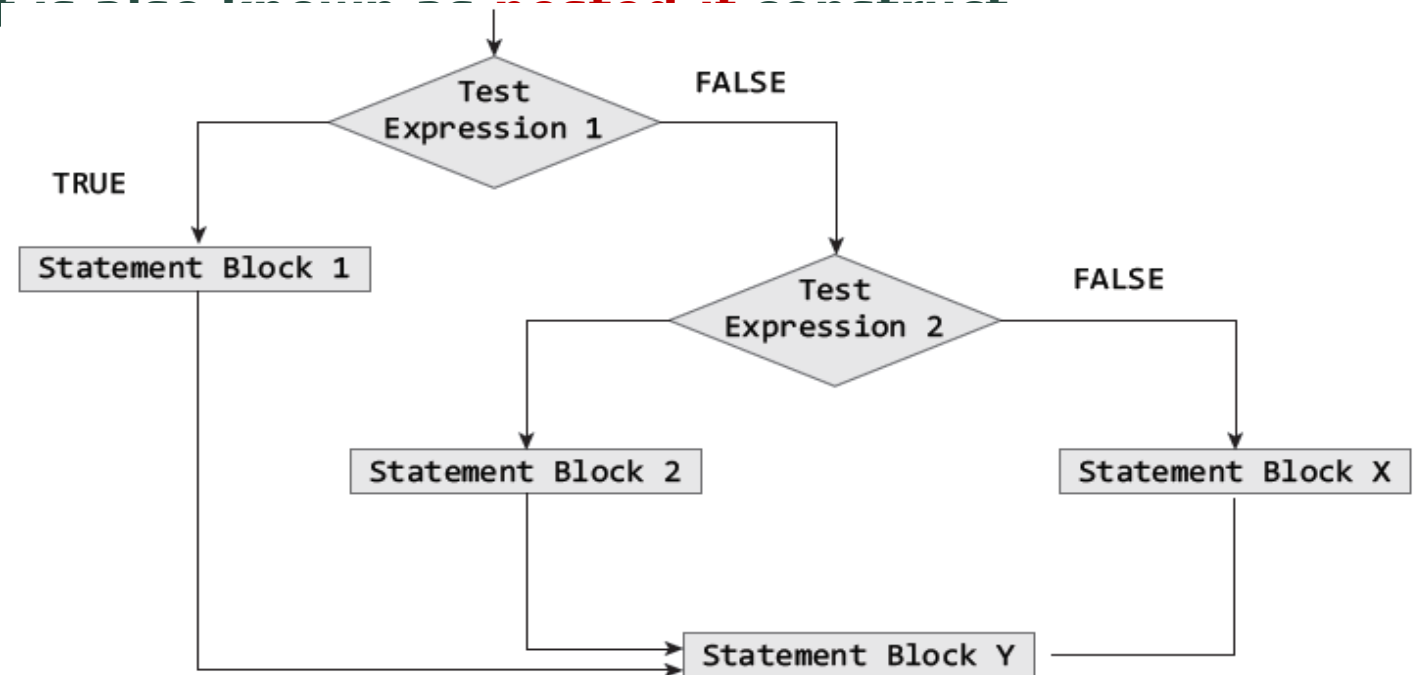 Test
Expression 1
FALSE
TRUE
Statement Block 1
Test
Expression 2
FALSE
Statement Block 2
Statement Block X
Statement Block Y